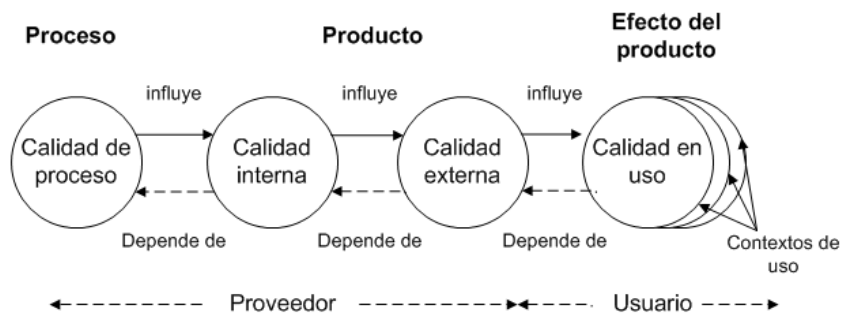 Proceso
Producto
Efecto del
producto
influye
influye
influye
Calidad de
proceso
Calidad
interna
Calidad
externa
Calidad en
uso
Depende de
Depende de
Depende de
Contextos de
uso
Proveedor
Usuario